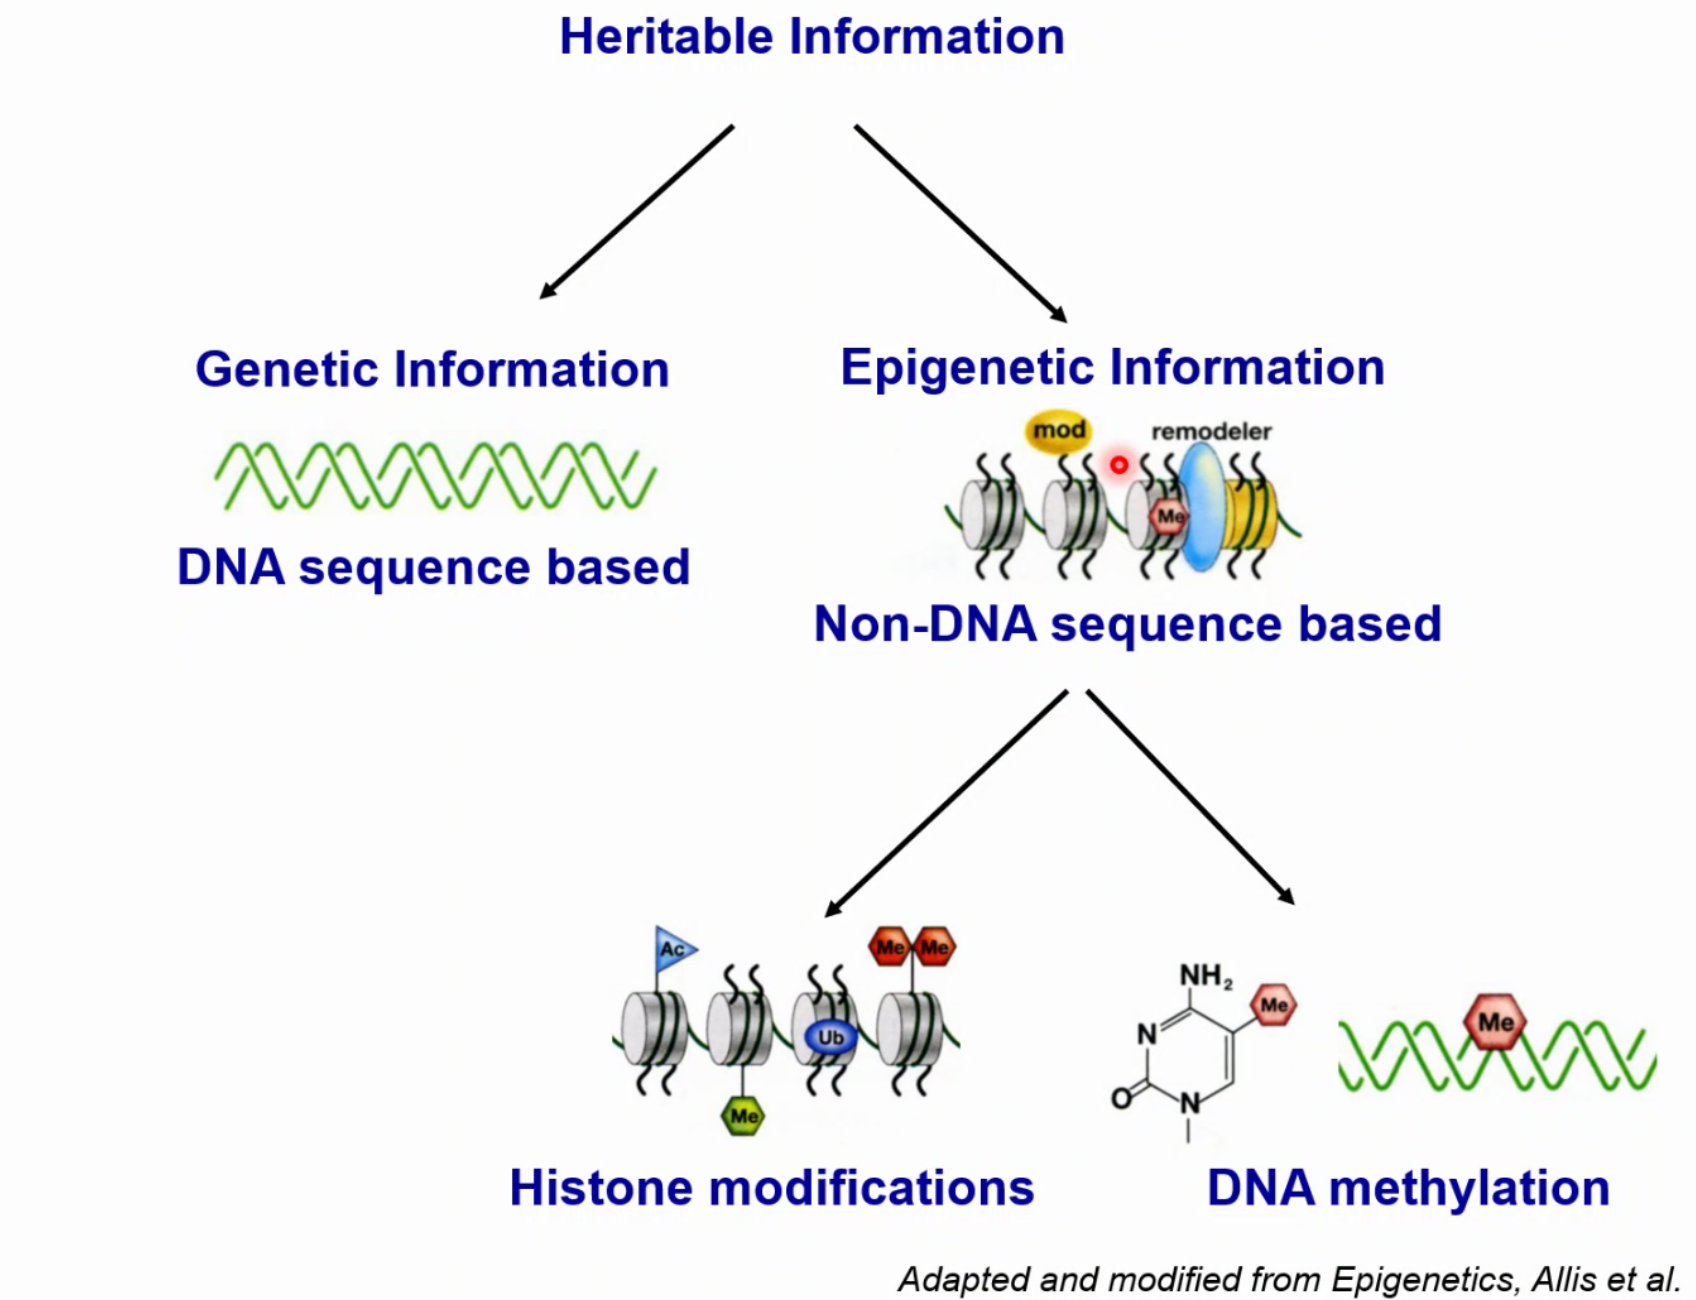 Heritable Information
Genetic Information
Epigenetic Information
mod
remodeler
Me
DNA sequence based
Non-DNA sequence based
Ac
Me Me
Ub
Me
NH₂
Me
N
O
N
Me
Histone modifications
DNA methylation
Adapted and modified from Epigenetics, Allis et al.